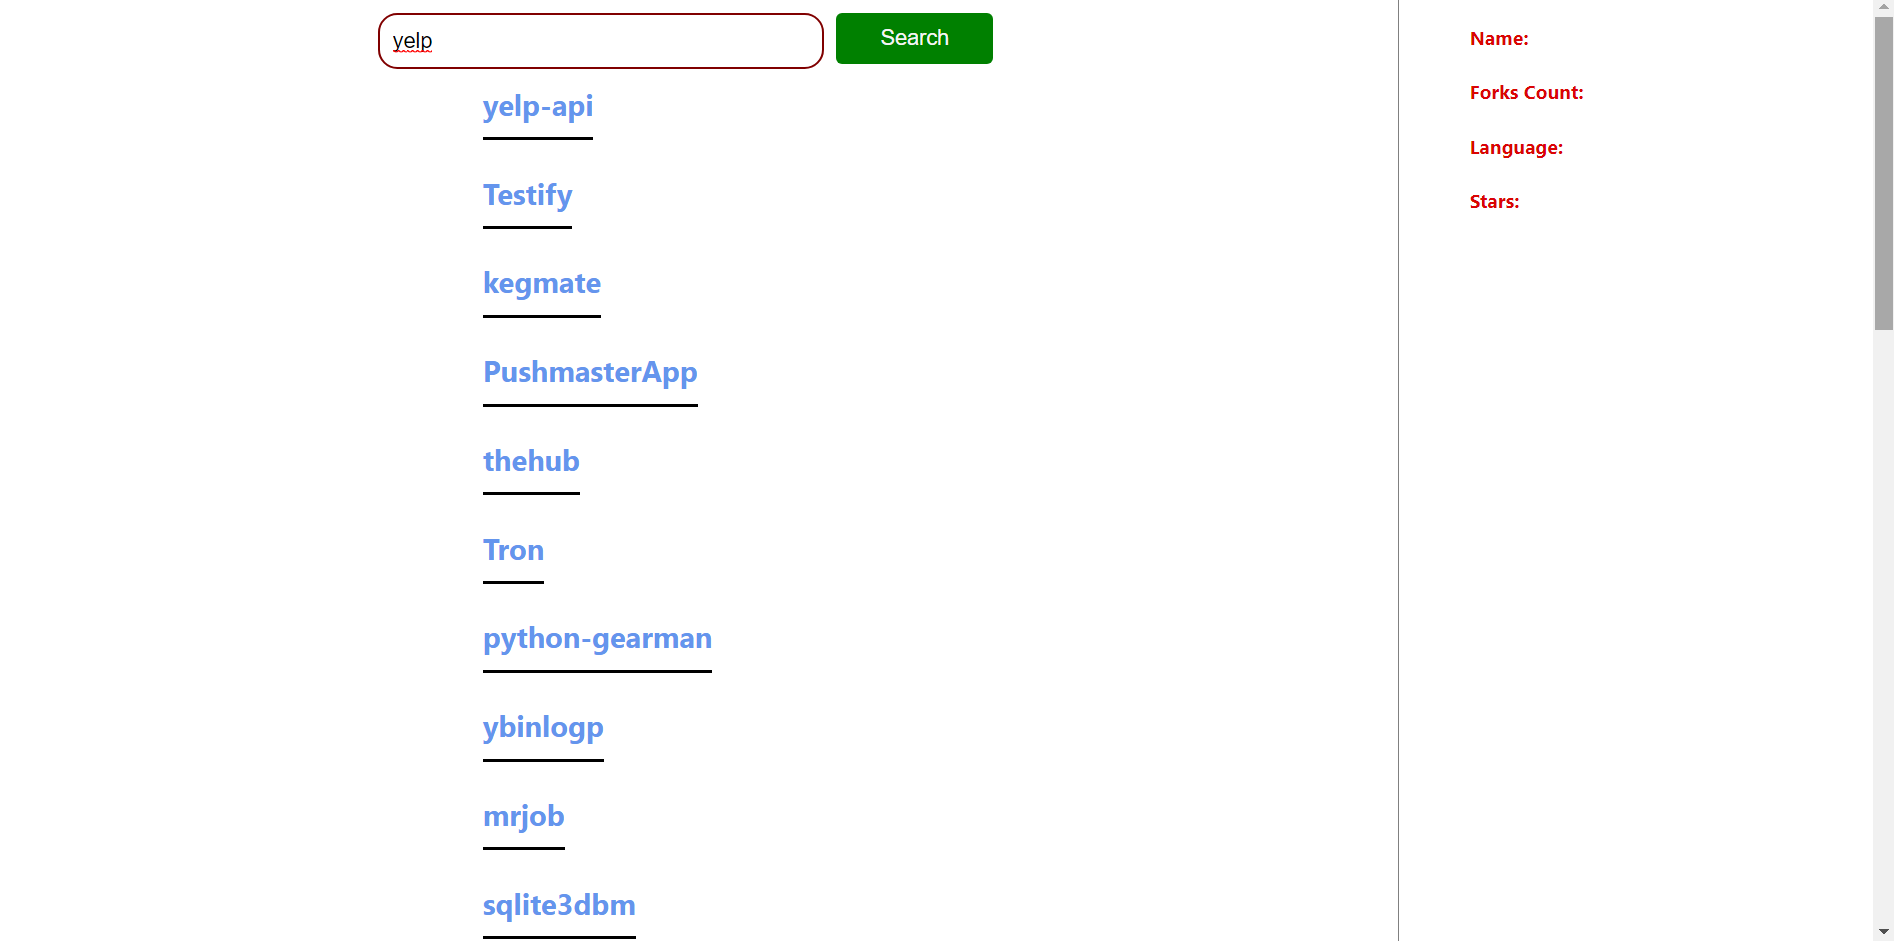 yelp
Search
yelp-api
Testify
kegmate
PushmasterApp
thehub
Tron
python-gearman
ybinlogp
mrjob
sqlite3dbm
Name:
Forks Count:
Language:
Stars: